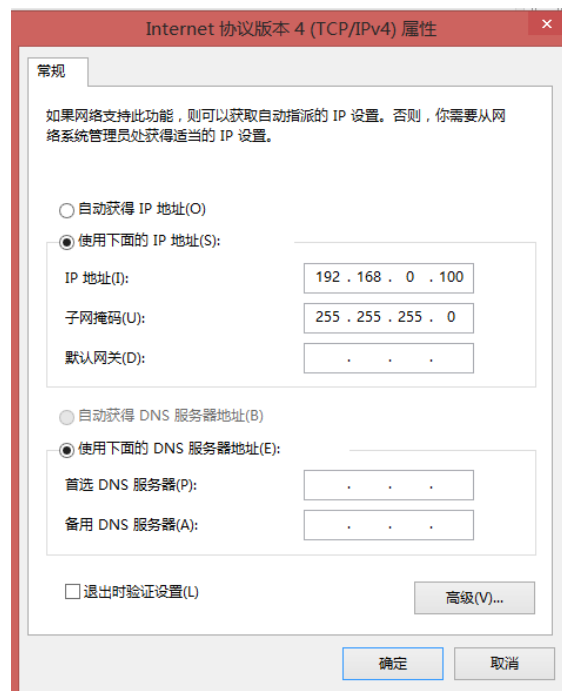 Internet 协议版本 4 (TCP/IPv4) 属性
常规
如果网络支持此功能，则可以获取自动指派的 IP 设置。否则，你需要从网
络系统管理员处获得适当的 IP 设置。
自动获得 IP 地址(O)
使用下面的 IP 地址(S):
IP 地址(I): 192 . 168 . 0 . 100
子网掩码(U): 255 . 255 . 255 . 0
默认网关(D): . . .
自动获得 DNS 服务器地址(B)
使用下面的 DNS 服务器地址(E):
首选 DNS 服务器(P): . . .
备用 DNS 服务器(A): . . .
退出时验证设置(L)
高级(V)...
确定 取消